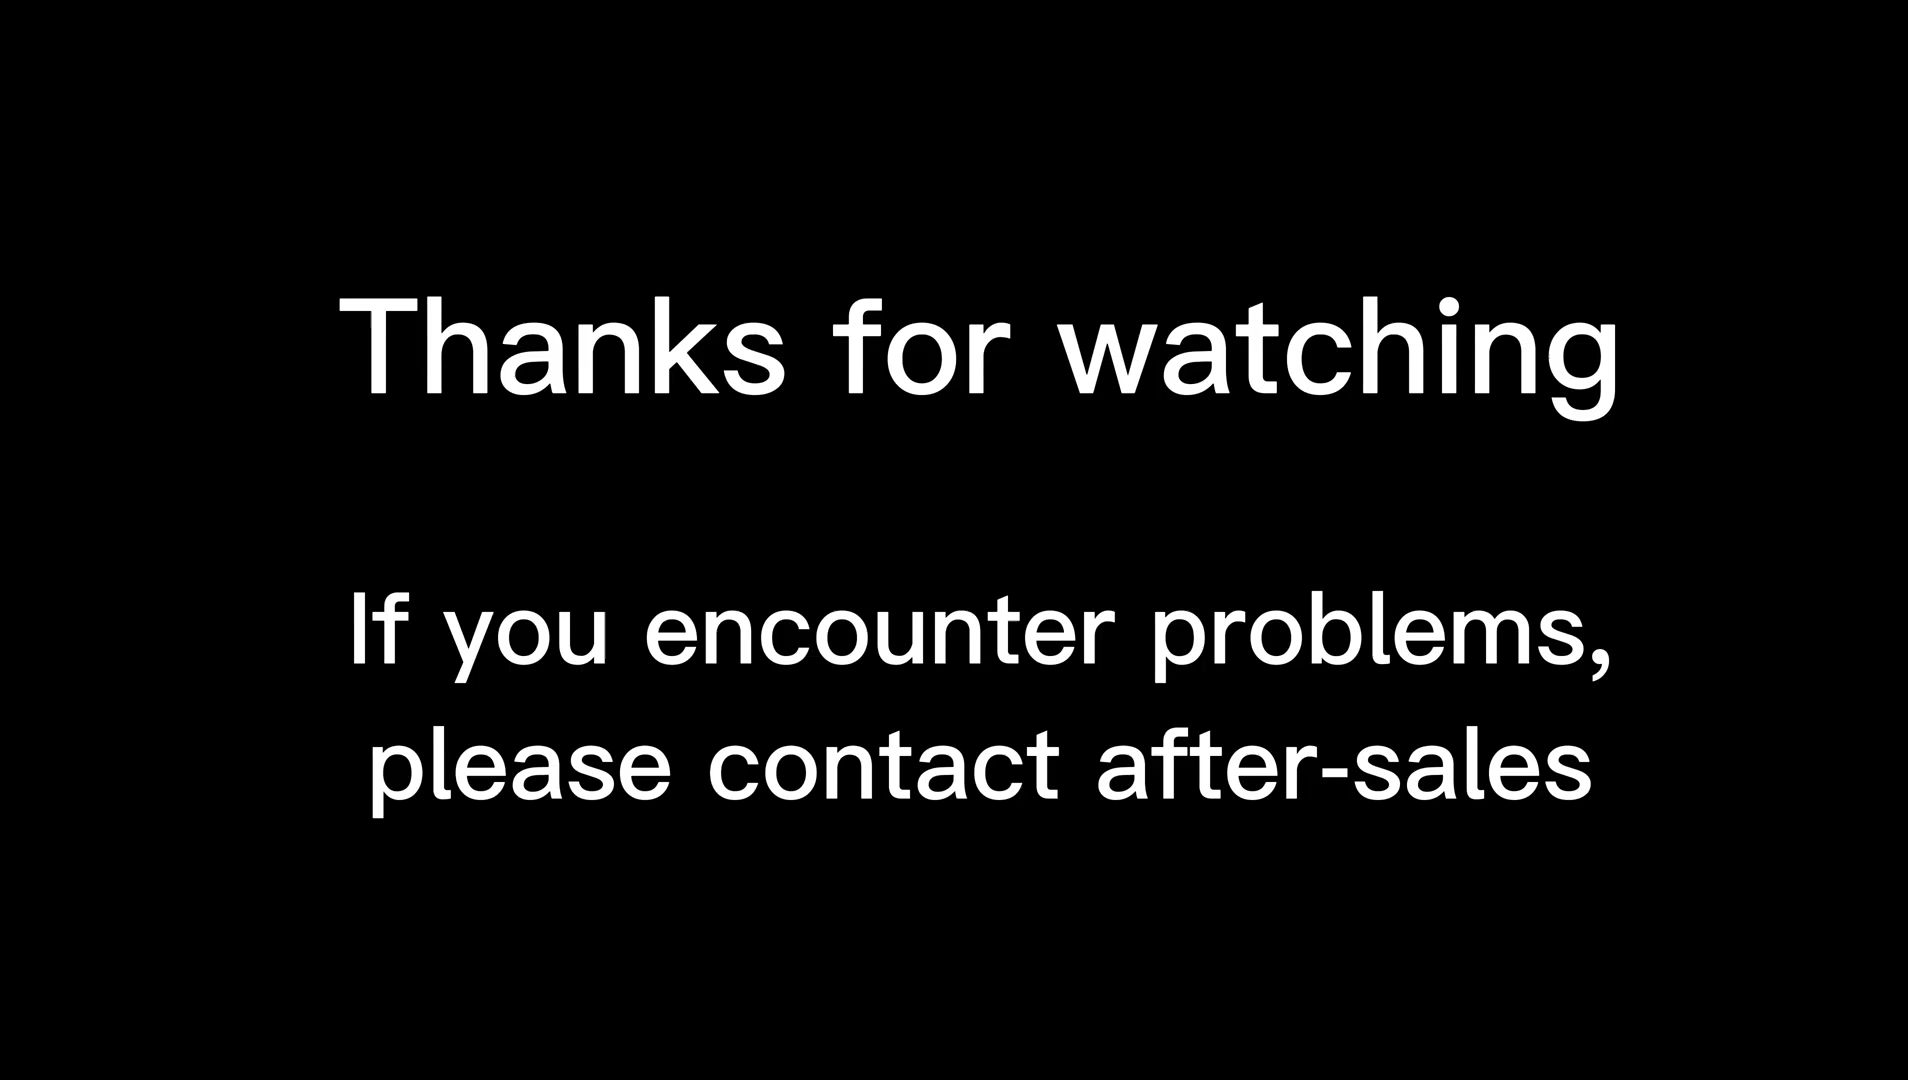 Thanks for watching
If you encounter problems,
please contact after-sales